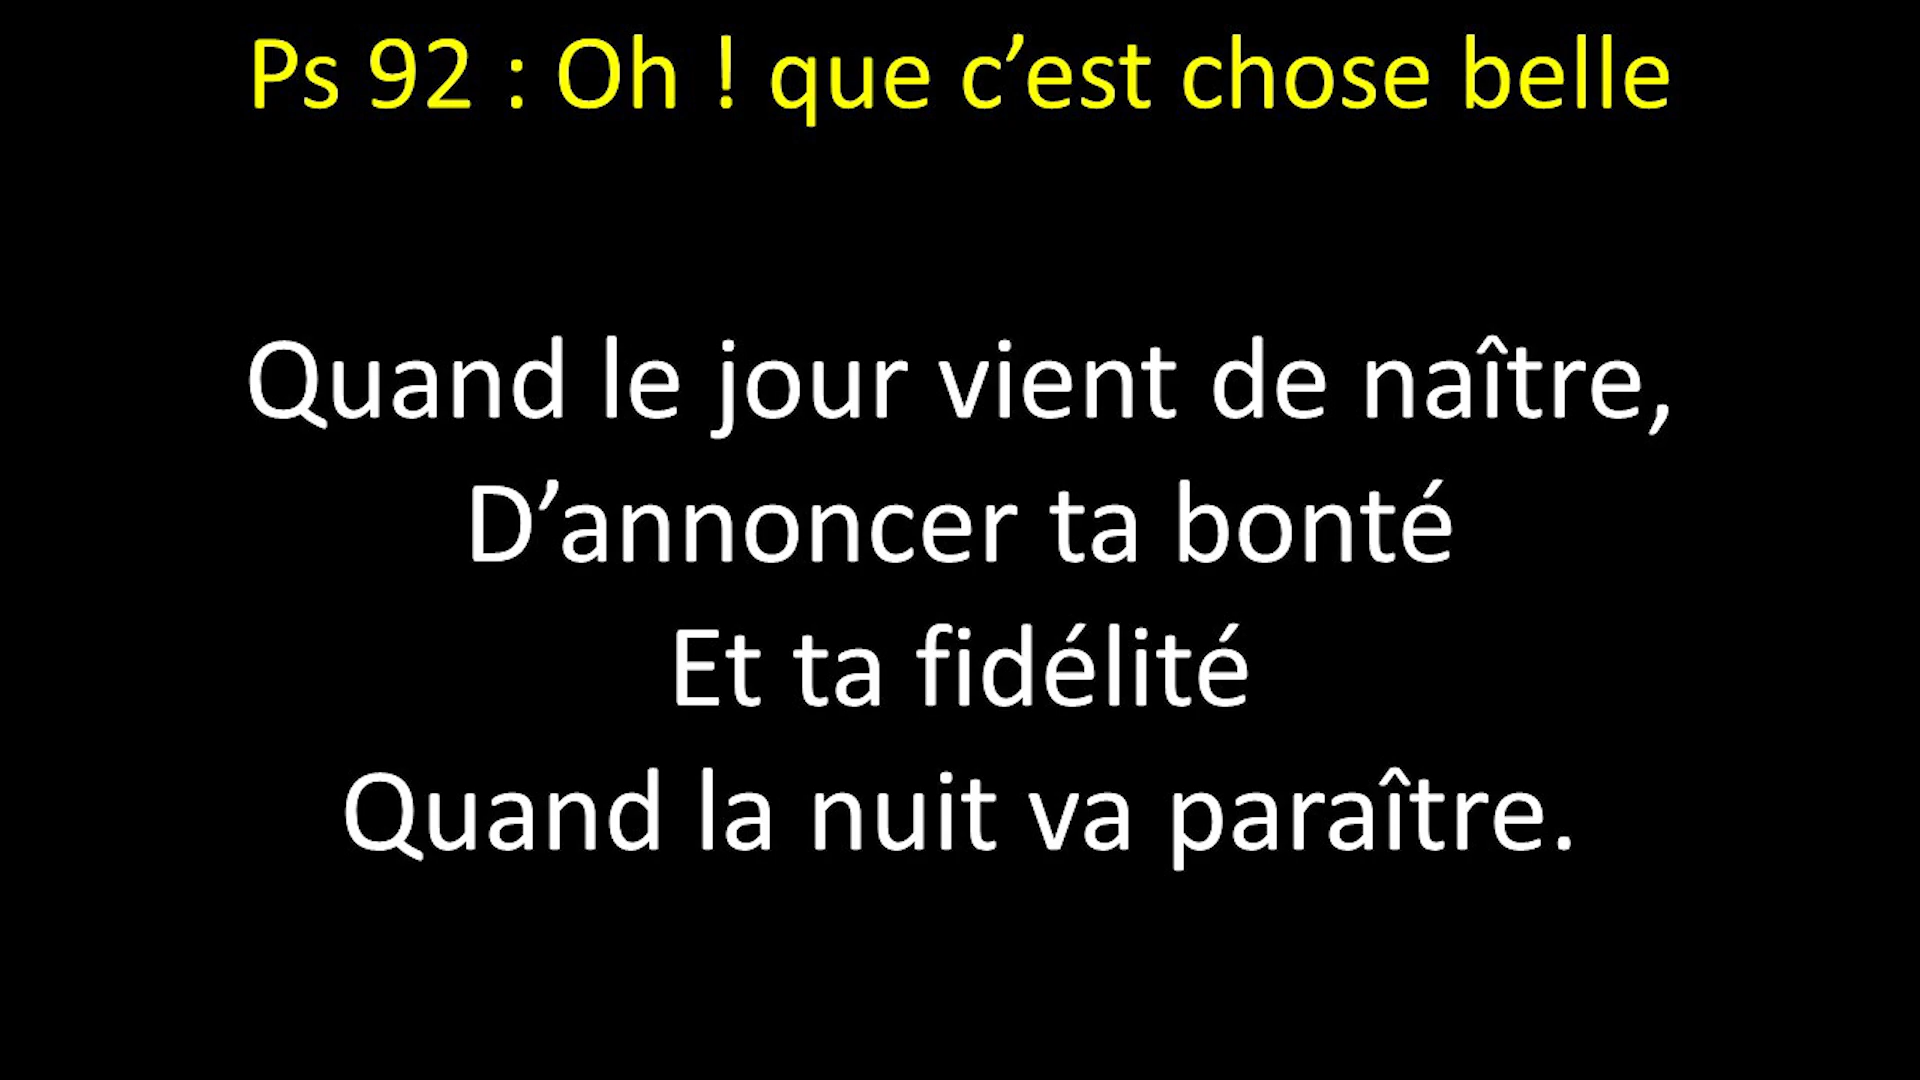 Ps 92 : Oh ! que c’est chose belle
Quand le jour vient de naître,
D’annoncer ta bonté
Et ta fidélité
Quand la nuit va paraître.